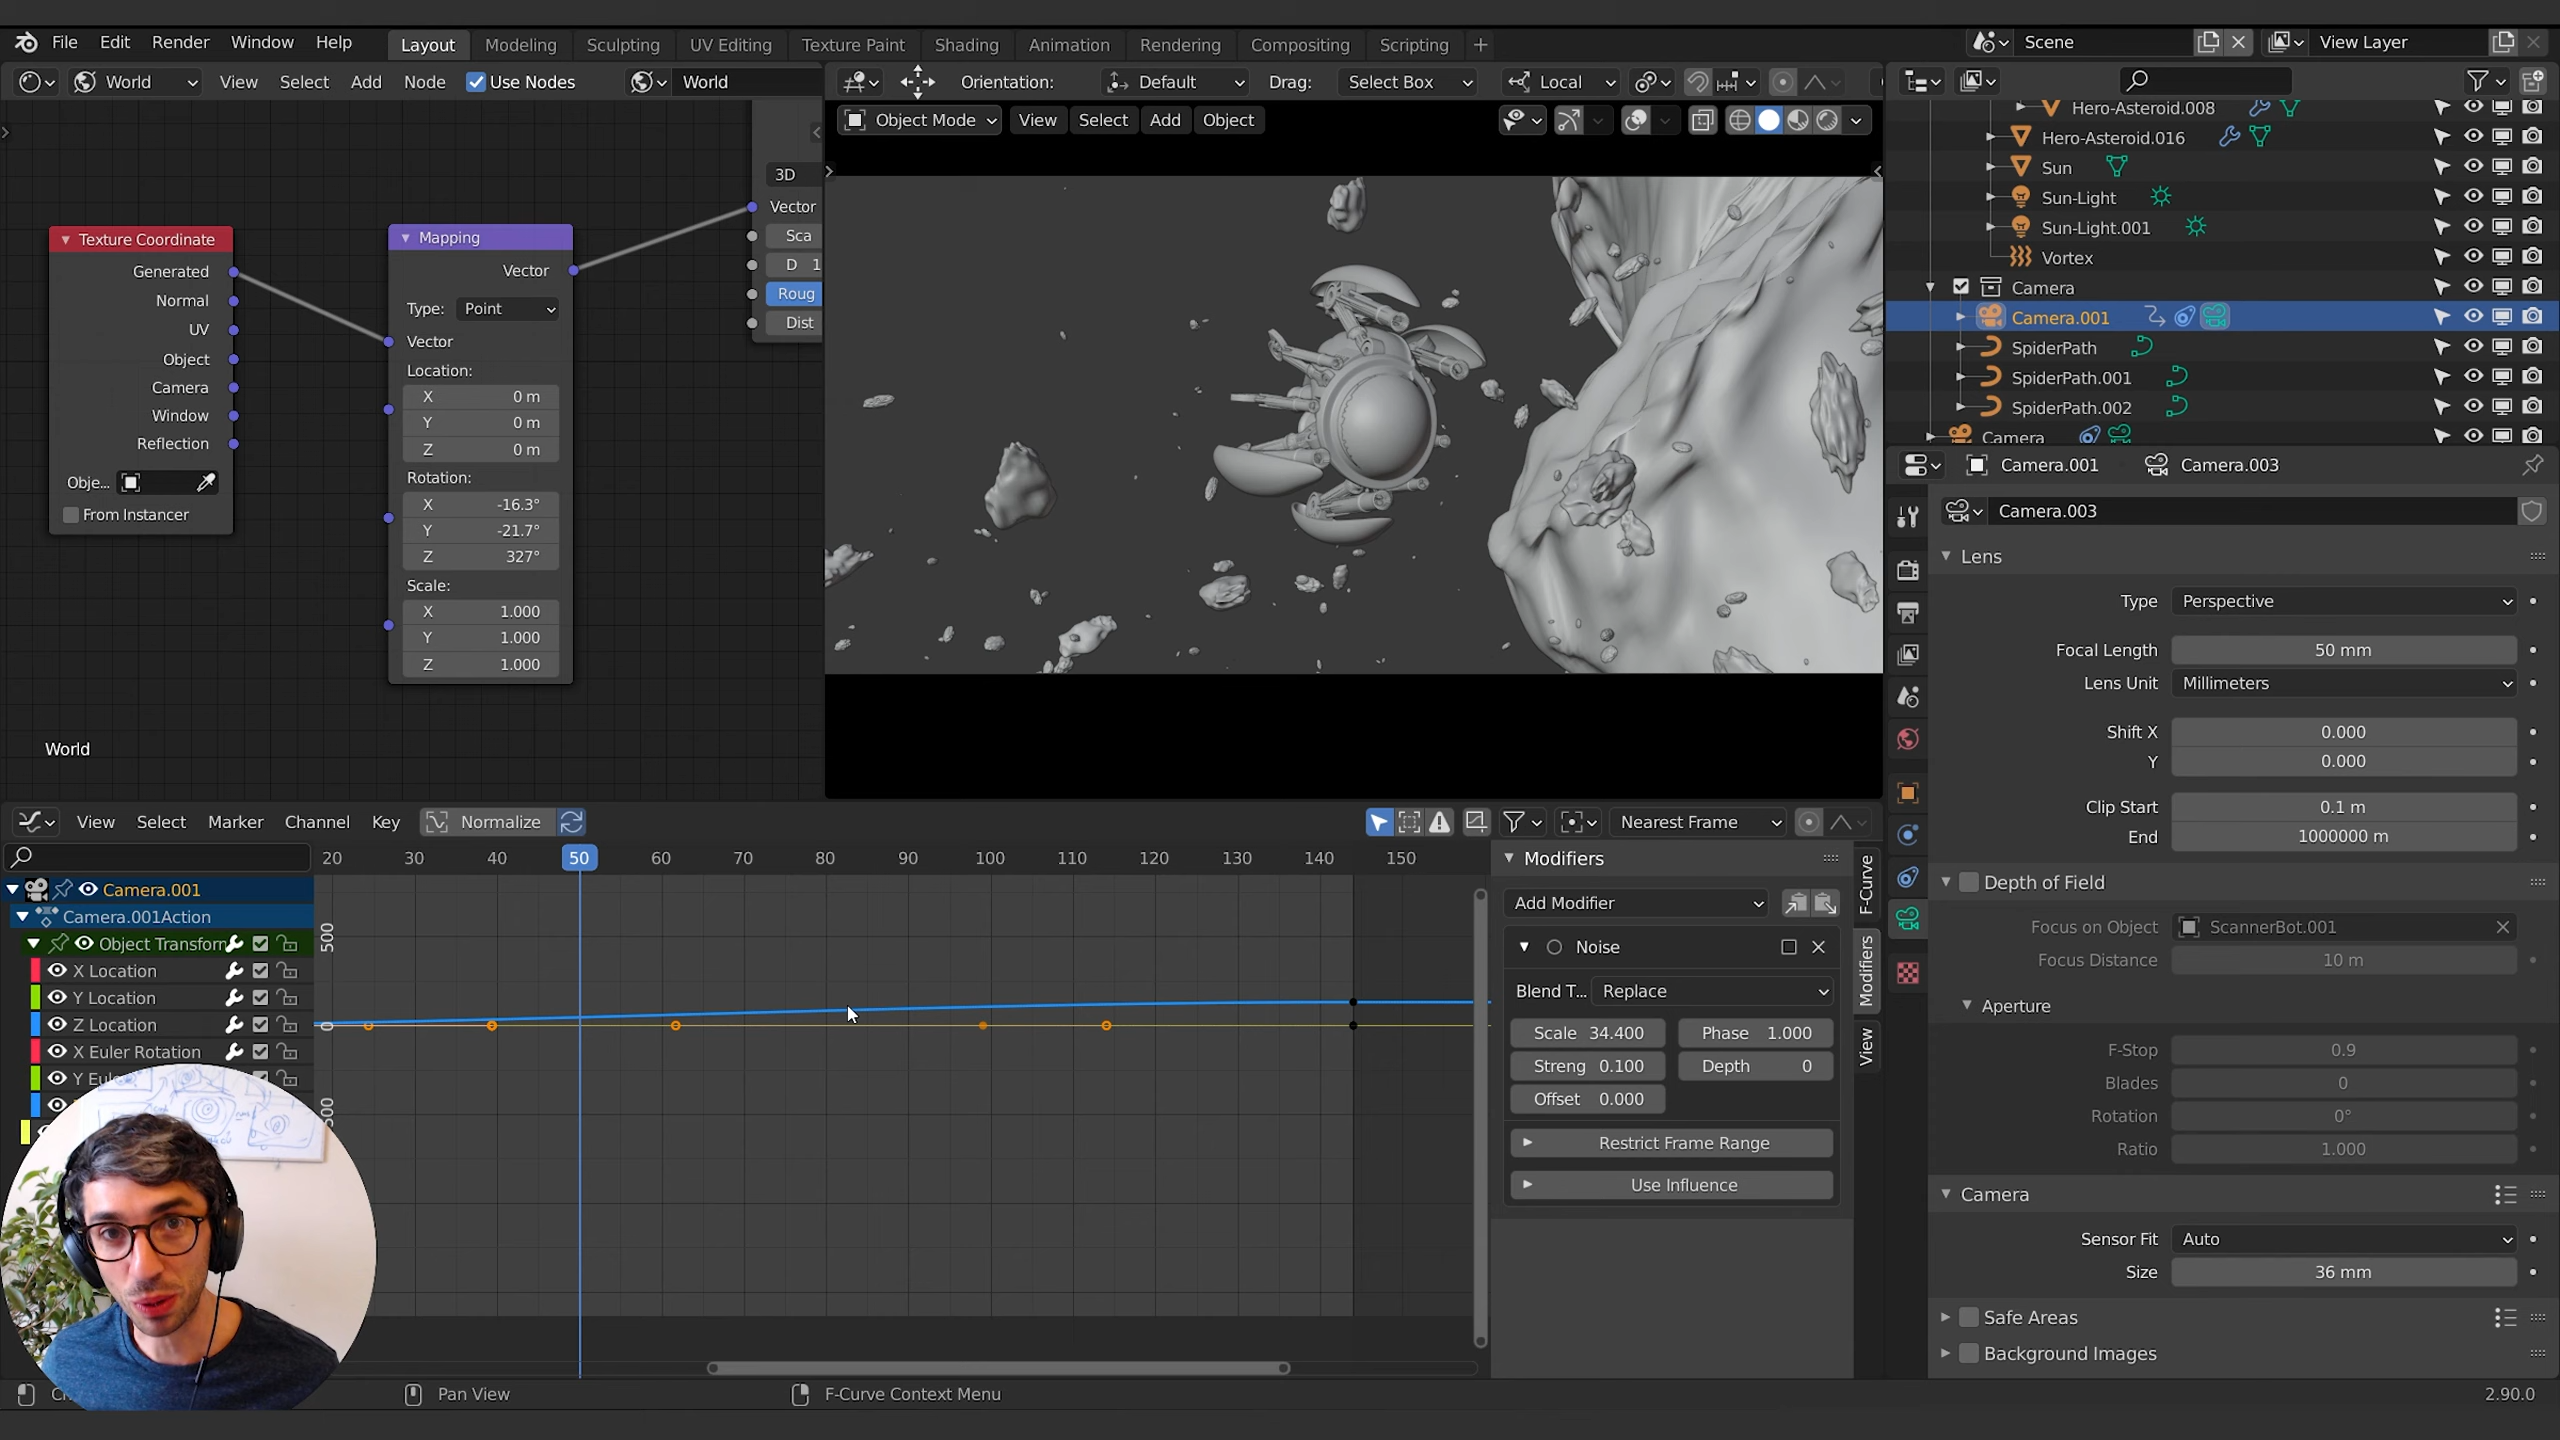 File Edit Render Window Help Layout Modeling Sculpting UV Editing Texture Paint Shading Animation Rendering Compositing Scripting + Scene View Layer
World View Select Add Node Use Nodes World
Orientation: Default Drag: Select Box Local
Object Mode View Select Add Object
3D
Vector
Sca
D 1
Roug
Dist
Texture Coordinate
Generated
Normal
UV
Object
Camera
Window
Reflection
Obje...
From Instancer
Mapping
Vector
Type: Point
Vector
Location:
X 0 m
Y 0 m
Z 0 m
Rotation:
X -16.3°
Y -21.7°
Z 327°
Scale:
X 1.000
Y 1.000
Z 1.000
World
Hero-Asteroid.008
Hero-Asteroid.016
Sun
Sun-Light
Sun-Light.001
Vortex
Camera
Camera.001
SpiderPath
SpiderPath.001
SpiderPath.002
Camera
Camera.001 Camera.003
Camera.003
Lens
Type Perspective
Focal Length 50 mm
Lens Unit Millimeters
Shift X 0.000
Y 0.000
Clip Start 0.1 m
End 1000000 m
Depth of Field
Focus on Object ScannerBot.001
Focus Distance 10 m
Aperture
F-Stop 0.9
Blades 0
Rotation 0°
Ratio 1.000
Camera
Sensor Fit Auto
Size 36 mm
Safe Areas
Background Images
View Select Marker Channel Key Normalize Nearest Frame
20 30 40 50 60 70 80 90 100 110 120 130 140 150
Camera.001
Camera.001Action
Object Transforn
X Location
Y Location
Z Location
X Euler Rotation
Y Eul
500
0
Modifiers
Add Modifier
Noise
Blend T... Replace
Scale 34.400 Phase 1.000
Streng 0.100 Depth 0
Offset 0.000
Restrict Frame Range
Use Influence
F-Curve
Modifiers
View
Pan View F-Curve Context Menu 2.90.0